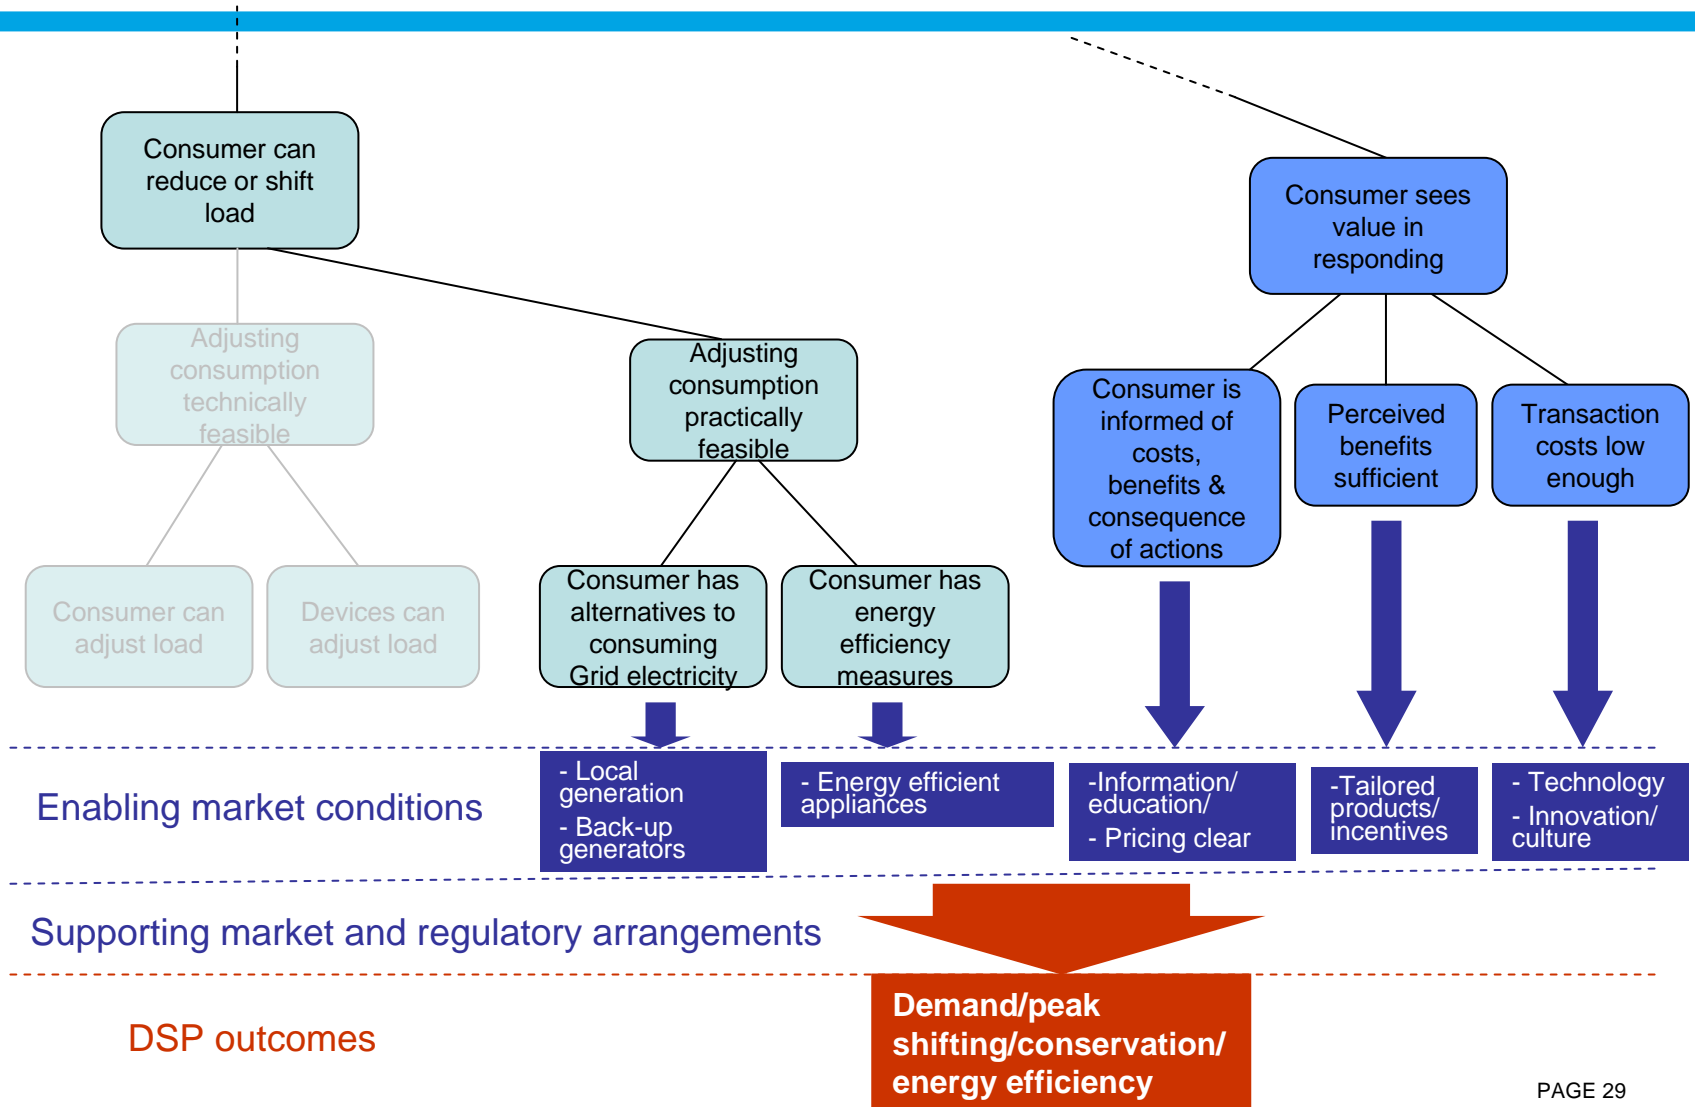 Consumer can
reduce or shift
load
Consumer sees
value in
responding
Adjusting
consumption
technically
feasible
Adjusting
consumption
practically
feasible
Consumer is
informed of
costs,
benefits &
consequence
of actions
Perceived
benefits
sufficient
Transaction
costs low
enough
Consumer can
adjust load
Devices can
adjust load
Consumer has
alternatives to
consuming
Grid electricity
Consumer has
energy
efficiency
measures
Enabling market conditions
- Local
generation
- Back-up
generators
- Energy efficient
appliances
-Information/
education/
- Pricing clear
-Tailored
products/
incentives
- Technology
- Innovation/
culture
Supporting market and regulatory arrangements
DSP outcomes
Demand/peak
shifting/conservation/
energy efficiency
PAGE 29